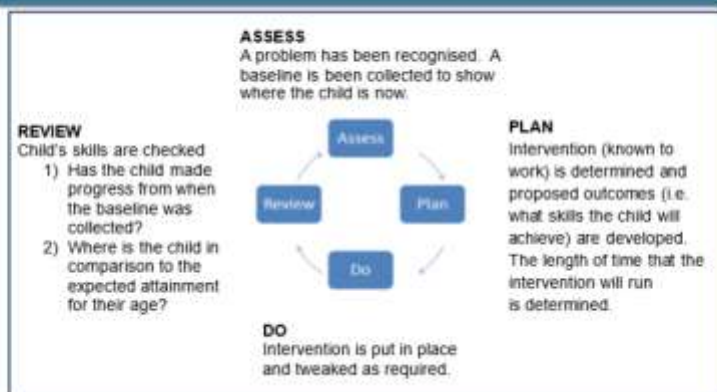 ASSESS
A problem has been recognised. A
baseline is been collected to show
where the child is now.
REVIEW
Child's skills are checked
1) Has the child made
progress from when
the baseline was
collected?
2) Where is the child in
comparison to the
expected attainment
for their age?
Assess
Review
Plan
Do
PLAN
Intervention (known to
work) is determined and
proposed outcomes (i.e.
what skills the child will
achieve) are developed.
The length of time that the
intervention will run
is determined.
DO
Intervention is put in place
and tweaked as required.